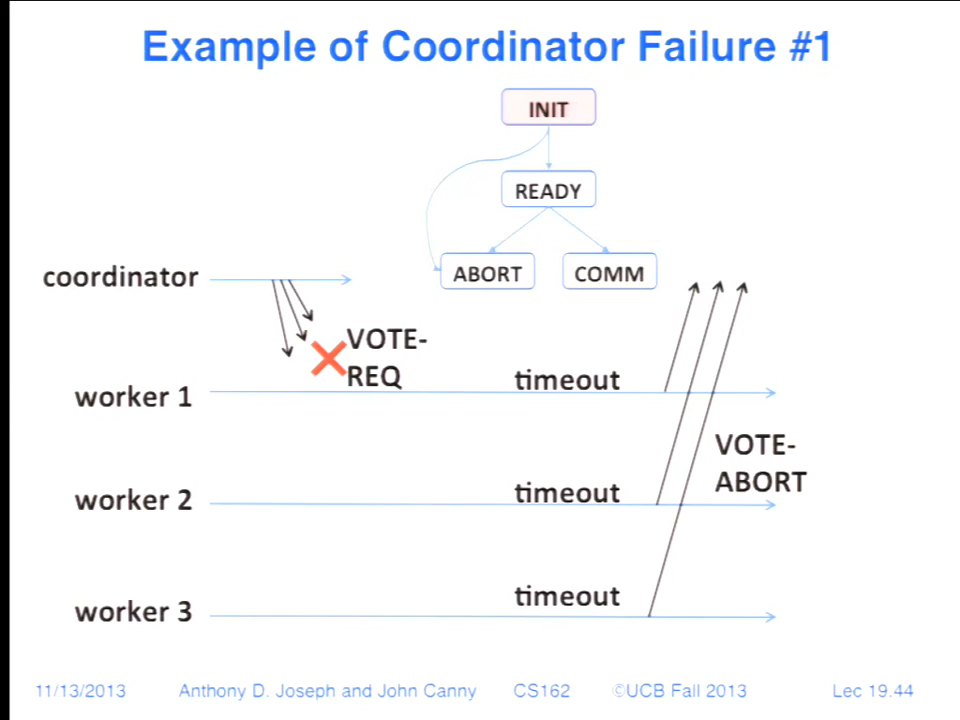 Example of Coordinator Failure #1
INIT
READY
ABORT
COMM
coordinator
VOTE-
REQ
worker 1
timeout
VOTE-
ABORT
worker 2
timeout
worker 3
timeout
11/13/2013 Anthony D. Joseph and John Canny CS162 ©UCB Fall 2013 Lec 19.44